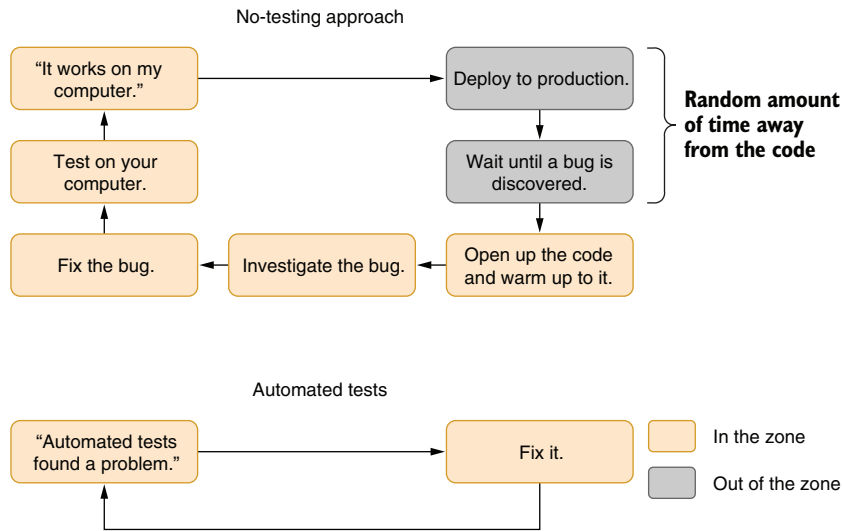 No-testing approach
“It works on my
computer.”
Deploy to production.
Random amount
of time away
from the code
Test on your
computer.
Wait until a bug is
discovered.
Fix the bug.
Investigate the bug.
Open up the code
and warm up to it.
Automated tests
“Automated tests
found a problem.”
Fix it.
In the zone
Out of the zone